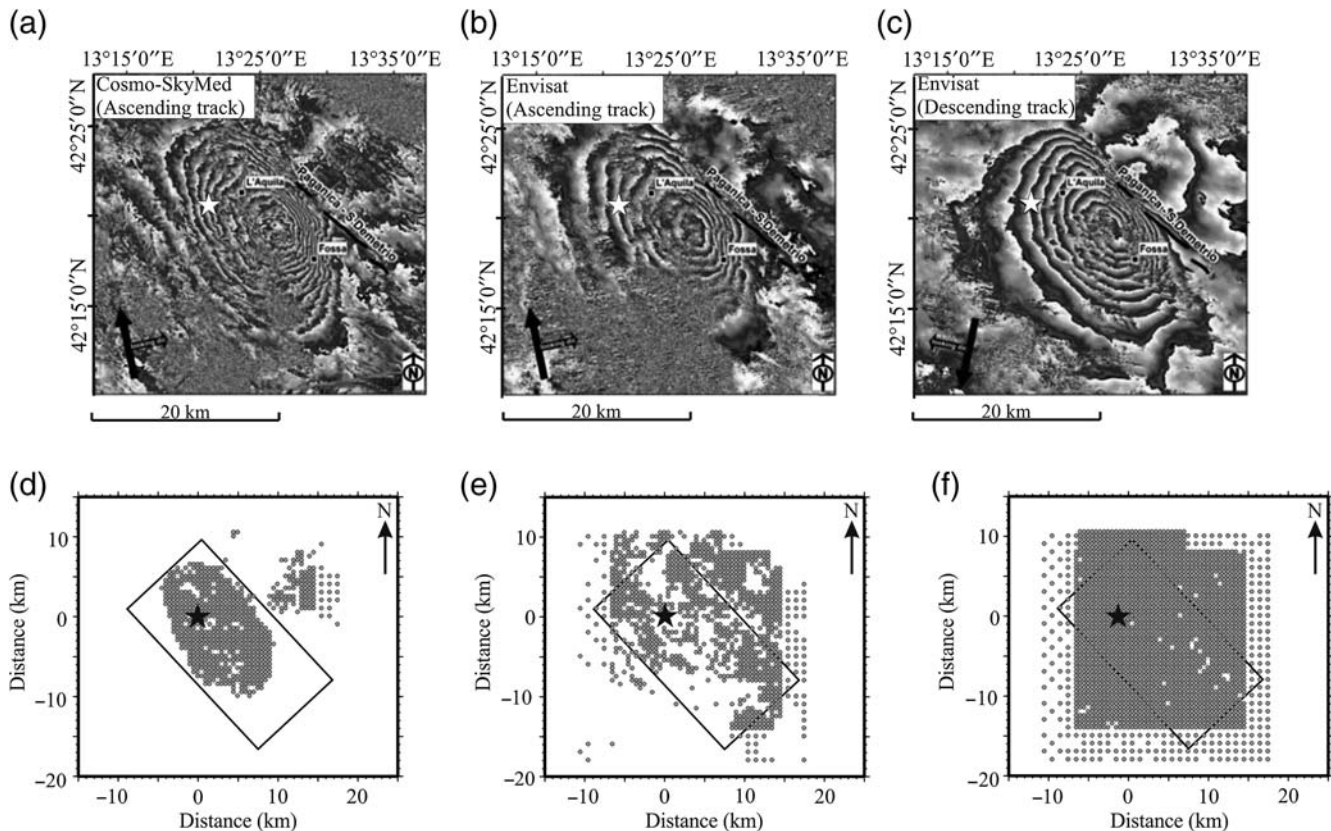 (a)
13°15′0″E 13°25′0″E 13°35′0″E
Cosmo-SkyMed
(Ascending track)
42°25′0″N
42°15′0″N
L'Aquila
Paganica - S.Demetrio
Fossa
N
20 km
(b)
13°15′0″E 13°25′0″E 13°35′0″E
Envisat
(Ascending track)
42°25′0″N
42°15′0″N
L'Aquila
Paganica - S.Demetrio
Fossa
N
20 km
(c)
13°15′0″E 13°25′0″E 13°35′0″E
Envisat
(Descending track)
42°25′0″N
42°15′0″N
L'Aquila
Paganica - S.Demetrio
Fossa
N
20 km
(d)
N
Distance (km)
10
0
−10
−20
−10 0 10 20
Distance (km)
(e)
N
Distance (km)
10
0
−10
−20
−10 0 10 20
Distance (km)
(f)
N
Distance (km)
10
0
−10
−20
−10 0 10 20
Distance (km)